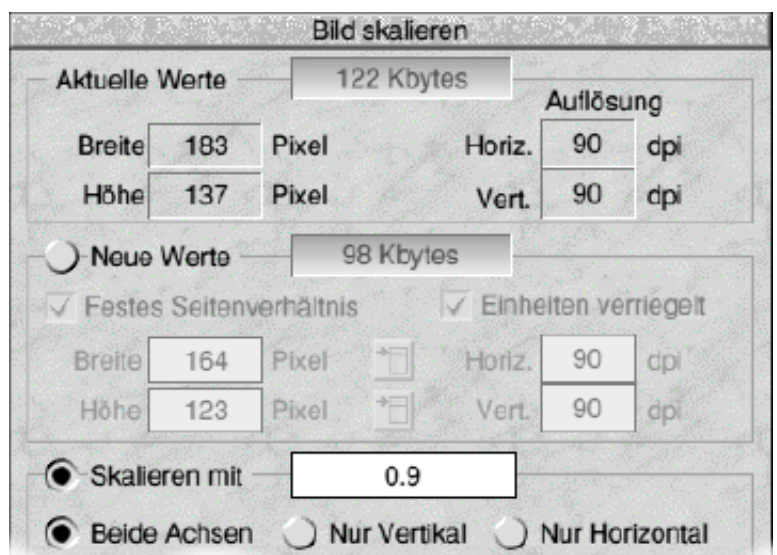 Bild skalieren
Aktuelle Werte 122 Kbytes
Auflösung
Breite 183 Pixel Horiz. 90 dpi
Höhe 137 Pixel Vert. 90 dpi
Neue Werte 98 Kbytes
Festes Seitenverhältnis Einheiten verriegelt
Breite 164 Pixel Horiz. 90 dpi
Höhe 123 Pixel Vert. 90 dpi
Skalieren mit 0.9
Beide Achsen Nur Vertikal Nur Horizontal